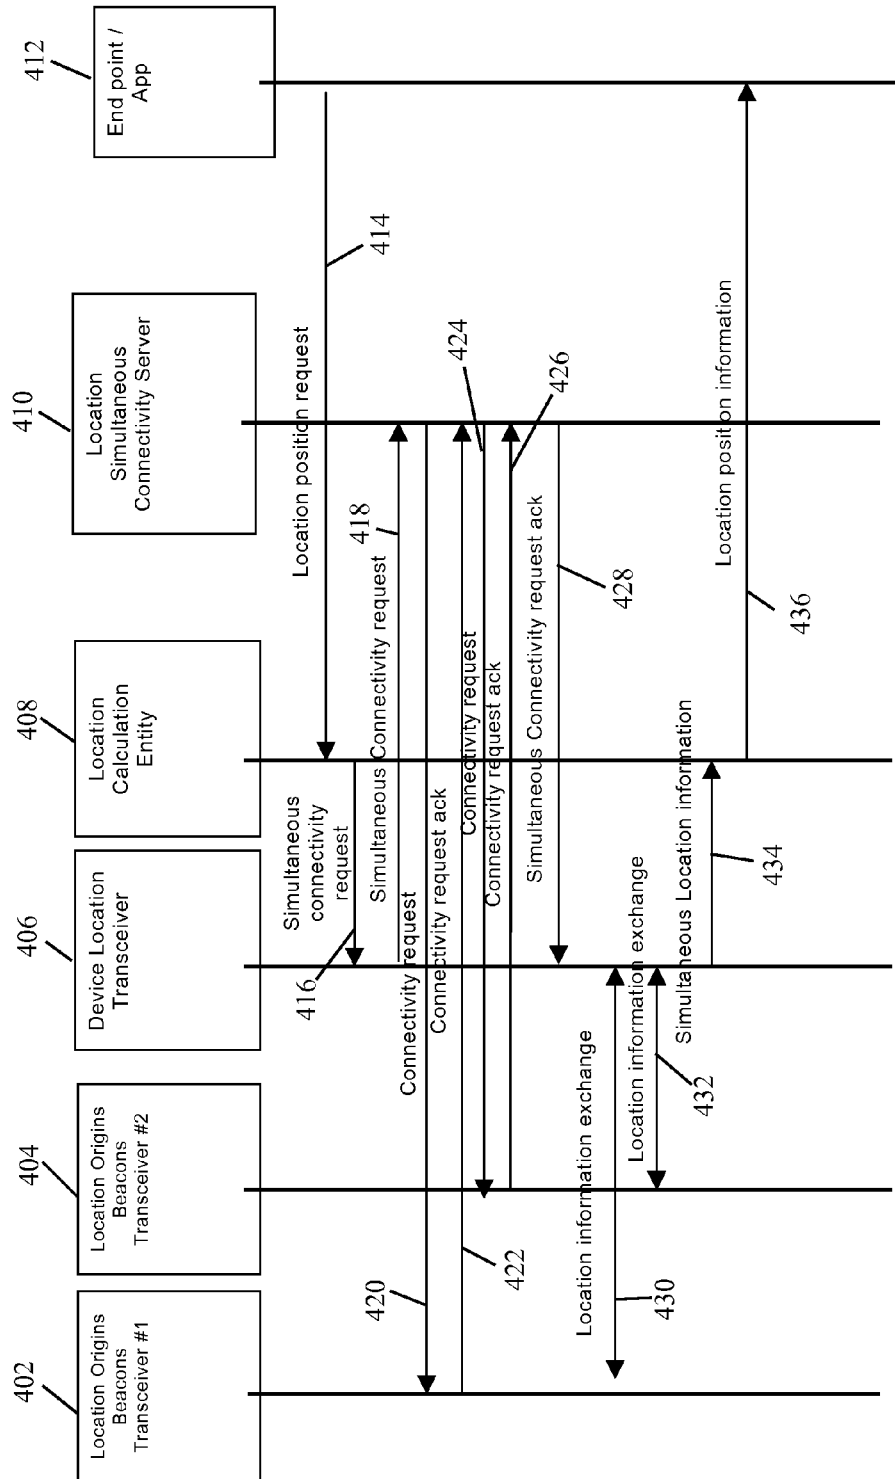 402
Location Origins
Beacons
Transceiver #1
404
Location Origins
Beacons
Transceiver #2
406
Device Location
Transceiver
408
Location
Calculation
Entity
410
Location
Simultaneous
Connectivity Server
412
End point /
App
Location position request
414
Simultaneous
connectivity
request
416
Simultaneous Connectivity request
418
Connectivity request
420
Connectivity request ack
422
Connectivity request
424
Connectivity request ack
426
Simultaneous Connectivity request ack
428
Location information exchange
430
Location information exchange
432
Simultaneous Location information
434
Location position information
436